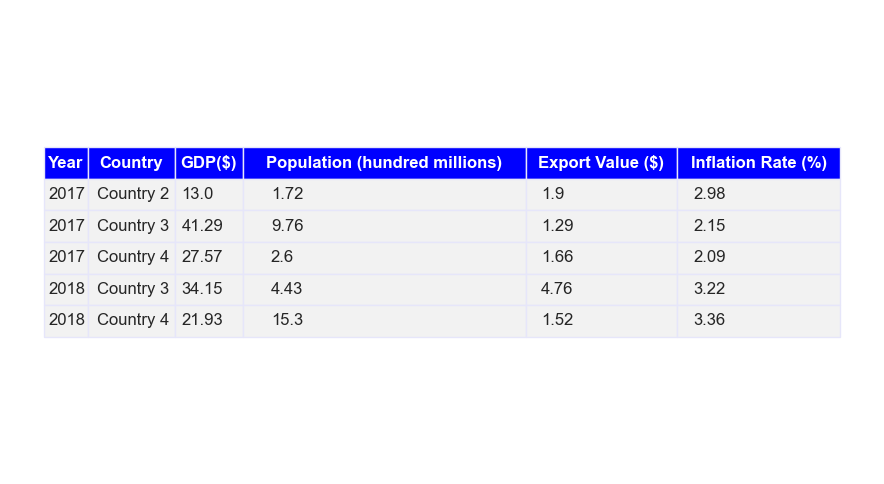 Year Country GDP($) Population (hundred millions) Export Value ($) Inflation Rate (%)
2017 Country 2 13.0 1.72 1.9 2.98
2017 Country 3 41.29 9.76 1.29 2.15
2017 Country 4 27.57 2.6 1.66 2.09
2018 Country 3 34.15 4.43 4.76 3.22
2018 Country 4 21.93 15.3 1.52 3.36